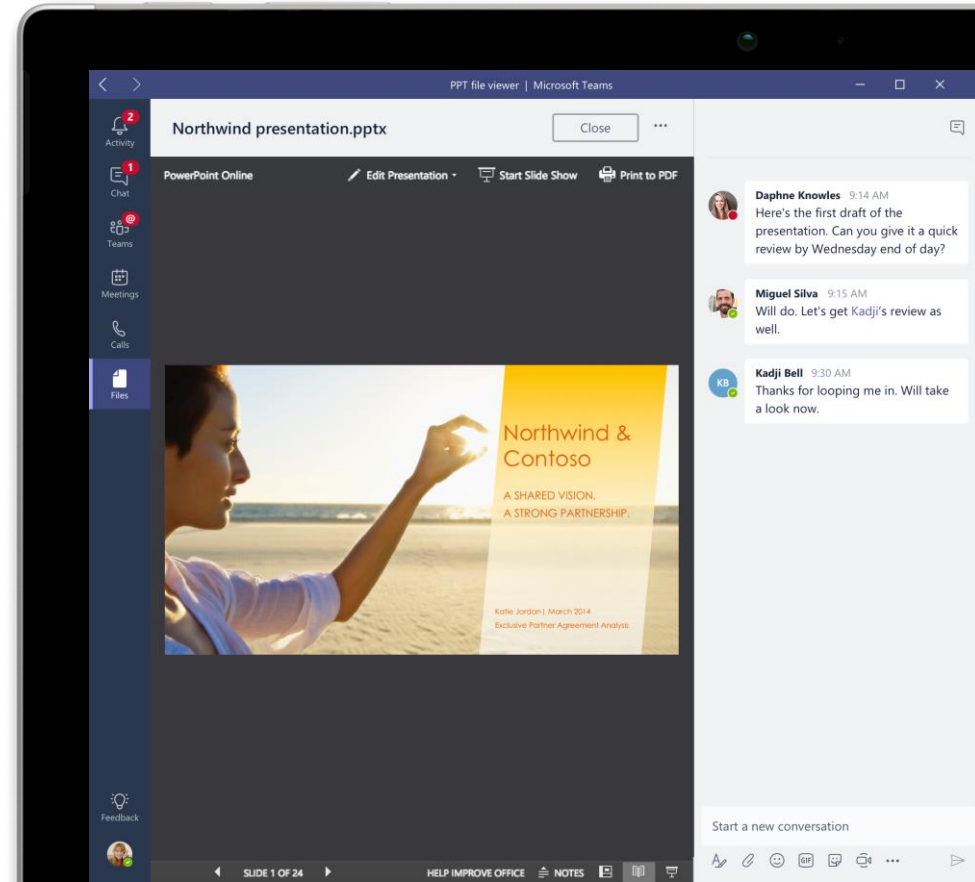 PPT file viewer | Microsoft Teams
2
Activity
1
Chat
@
Teams
Meetings
Calls
Files
Feedback
Northwind presentation.pptx
Close
PowerPoint Online
Edit Presentation
Start Slide Show
Print to PDF
Northwind &
Contoso
A SHARED VISION.
A STRONG PARTNERSHIP.
Katie Jordan | March 2014
Exclusive Partner Agreement Analysis
SLIDE 1 OF 24
HELP IMPROVE OFFICE
NOTES
Daphne Knowles 9:14 AM
Here's the first draft of the
presentation. Can you give it a quick
review by Wednesday end of day?
Miguel Silva 9:15 AM
Will do. Let's get Kadji's review as
well.
KB
Kadji Bell 9:30 AM
Thanks for looping me in. Will take
a look now.
Start a new conversation
GIF